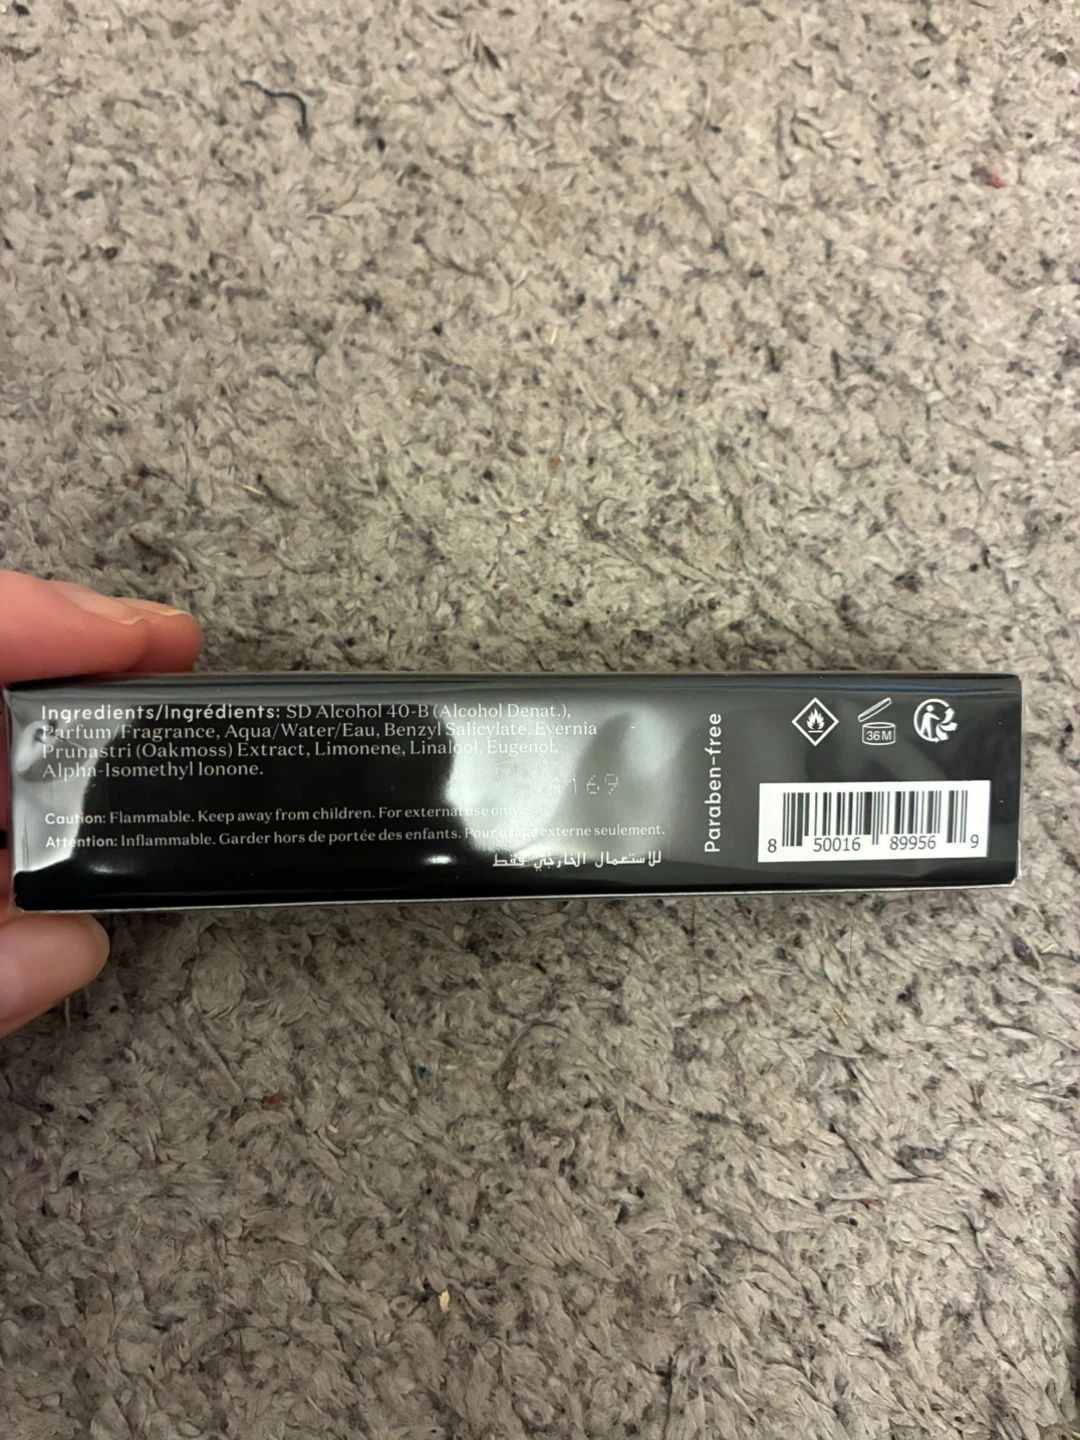 Ingredients/Ingrédients: SD Alcohol 40-B (Alcohol Denat.),
Parfum/Fragrance, Aqua/Water/Eau, Benzyl Salicylate, Evernia
Prunastri (Oakmoss) Extract, Limonene, Linalool, Eugenol,
Alpha-Isomethyl Ionone.
Caution: Flammable. Keep away from children. For external use only.
Attention: Inflammable. Garder hors de portée des enfants. Pour usage externe seulement.
للاستعمال الخارجي فقط
Paraben-free
36 M
8 50016 89956 9